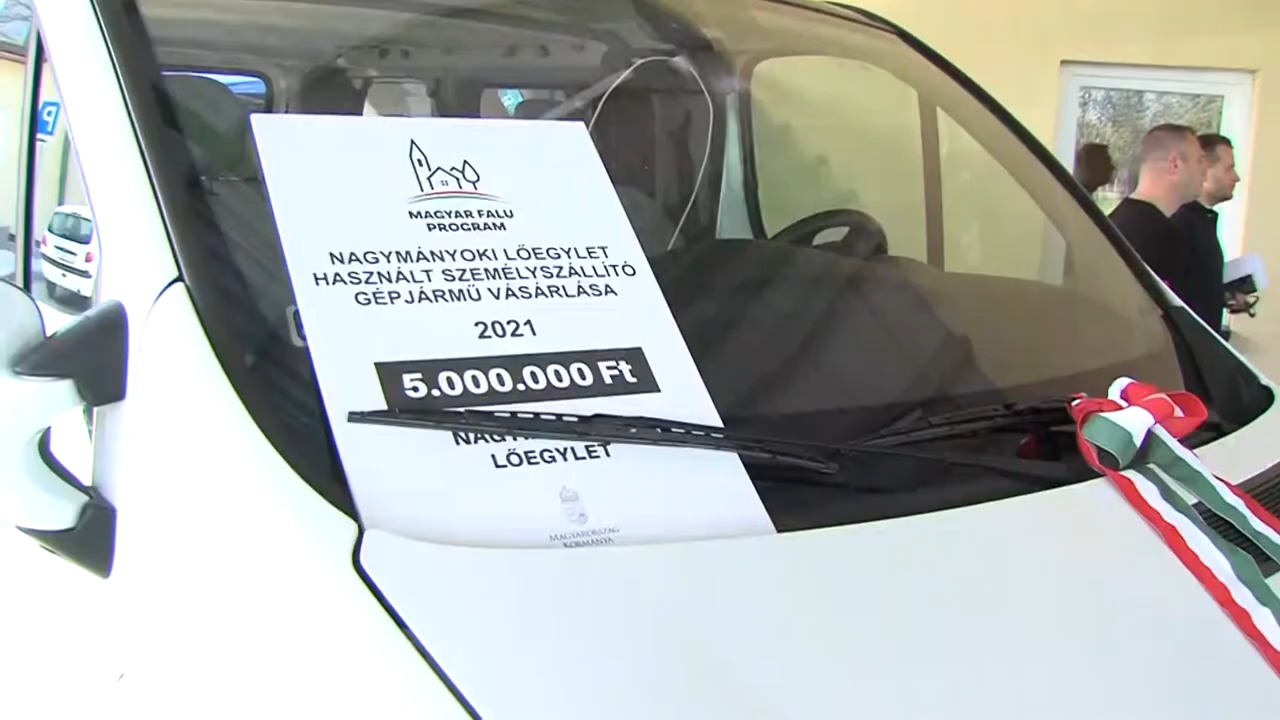 P
MAGYAR FALU
PROGRAM
NAGYMÁNYOKI LŐEGYLET
HASZNÁLT SZEMÉLYSZÁLLÍTÓ
GÉPJÁRMŰ VÁSÁRLÁSA
2021
5.000.000 Ft
LŐEGYLET
MAGYARORSZÁG
KORMÁNYA